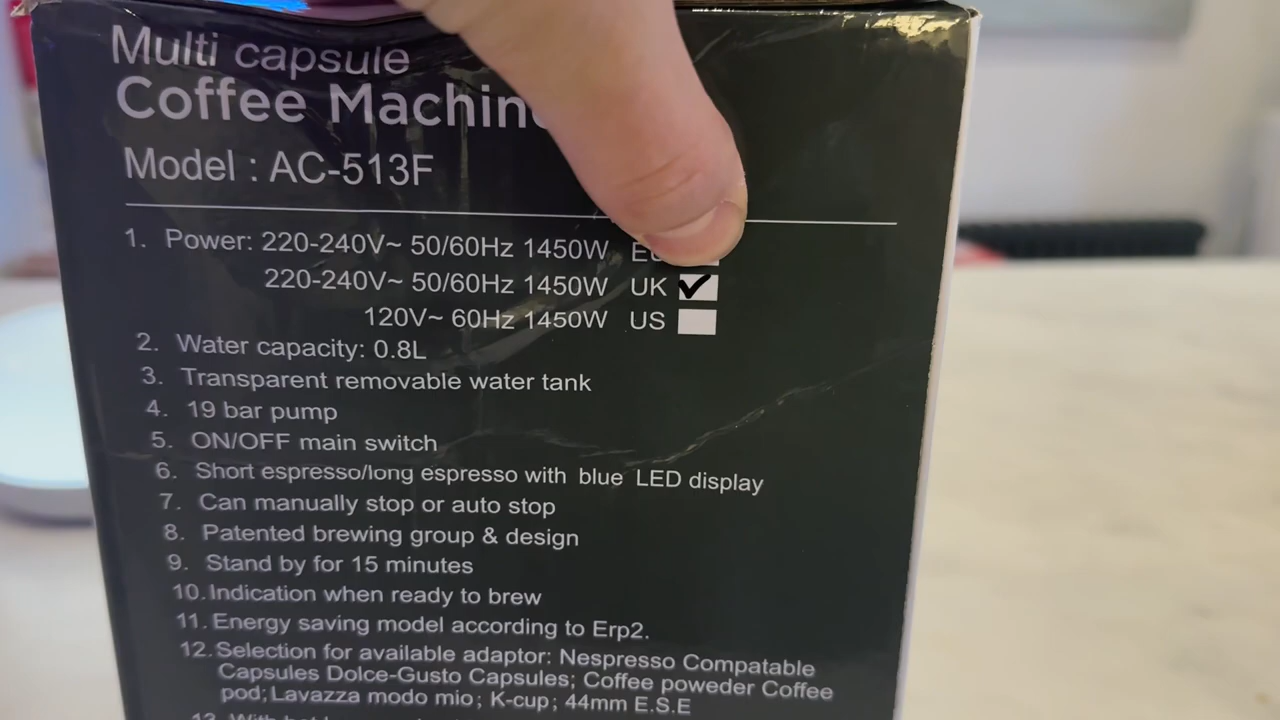 Multi capsule
Coffee Machin
Model : AC-513F
1. Power: 220-240V~ 50/60Hz 1450W
220-240V~ 50/60Hz 1450W UK
120V~ 60Hz 1450W US
2. Water capacity: 0.8L
3. Transparent removable water tank
4. 19 bar pump
5. ON/OFF main switch
6. Short espresso/long espresso with blue LED display
7. Can manually stop or auto stop
8. Patented brewing group & design
9. Stand by for 15 minutes
10. Indication when ready to brew
11. Energy saving model according to Erp2.
12. Selection for available adaptor: Nespresso Compatable
Capsules Dolce-Gusto Capsules; Coffee poweder Coffee
pod; Lavazza modo mio; K-cup; 44mm E.S.E